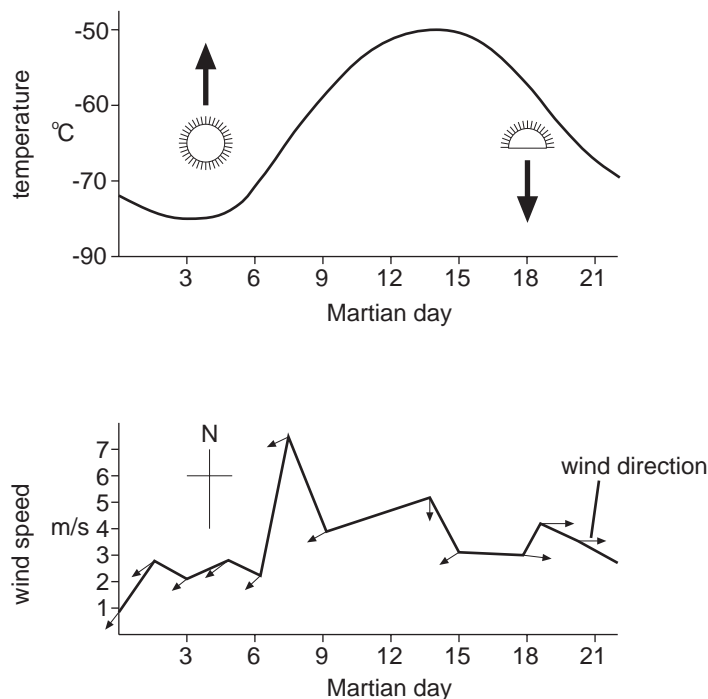 temperature
°C
-50
-60
-70
-90
3 6 9 12 15 18 21
Martian day
wind speed
m/s
7
6
5
4
3
2
1
N
wind direction
3 6 9 12 15 18 21
Martian day